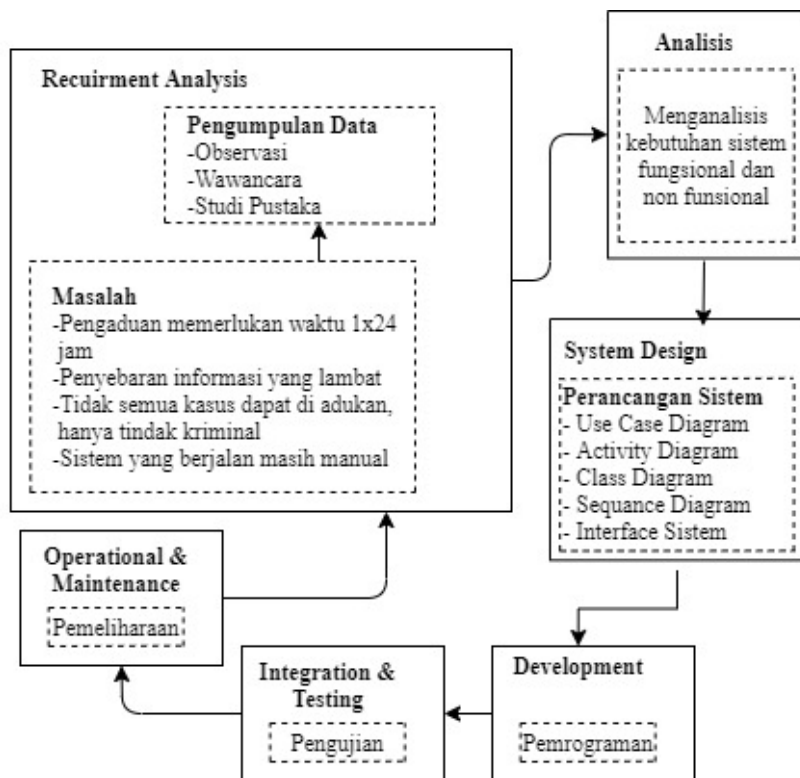 Recuirment Analysis
Pengumpulan Data
-Observasi
-Wawancara
-Studi Pustaka
Masalah
-Pengaduan memerlukan waktu 1x24
jam
-Penyebaran informasi yang lambat
-Tidak semua kasus dapat di adukan,
hanya tindak kriminal
-Sistem yang berjalan masih manual
Analisis
Menganalisis
kebutuhan sistem
fungsional dan
non funsional
System Design
Perancangan Sistem
- Use Case Diagram
- Activity Diagram
- Class Diagram
- Sequance Diagram
- Interface Sistem
Development
Pemrograman
Integration &
Testing
Pengujian
Operational &
Maintenance
Pemeliharaan